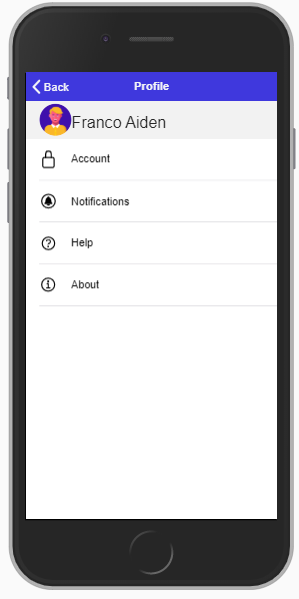 Back
Profile
Franco Aiden
Account
Notifications
Help
About